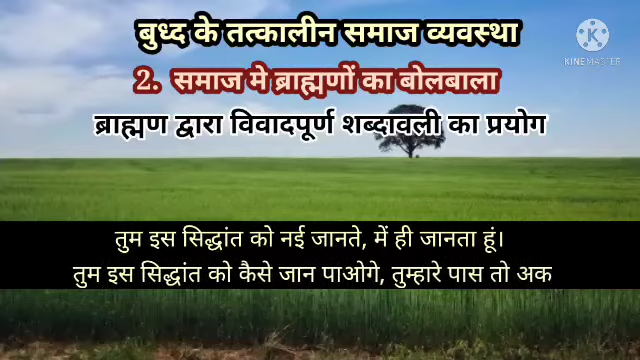 बुध्द के तत्कालीन समाज व्यवस्था
2. समाज मे ब्राह्मणों का बोलबाला
ब्राह्मण द्वारा विवादपूर्ण शब्दावली का प्रयोग
तुम इस सिद्धांत को नई जानते, में ही जानता हूं।
तुम इस सिद्धांत को कैसे जान पाओगे, तुम्हारे पास तो अक
KINEMASTER